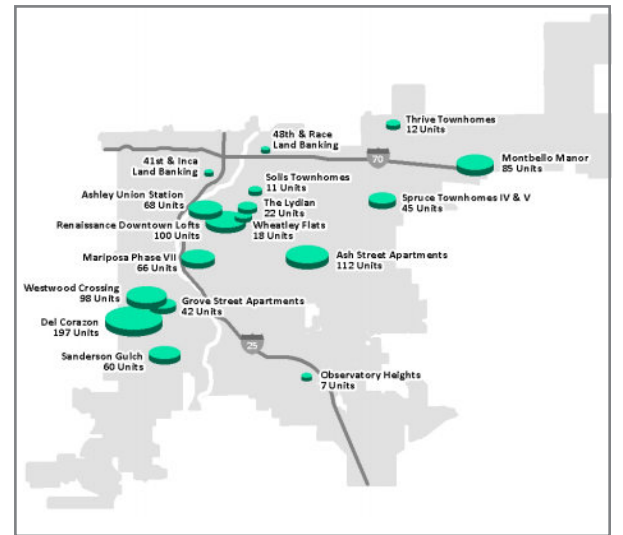 Thrive Townhomes
12 Units
48th & Race
Land Banking
41st & Inca
Land Banking
70
Montbello Manor
85 Units
Solis Townhomes
11 Units
Ashley Union Station
68 Units
The Lydian
22 Units
Spruce Townhomes IV & V
45 Units
Renaissance Downtown Lofts
100 Units
Wheatley Flats
18 Units
Mariposa Phase VII
66 Units
Ash Street Apartments
112 Units
Westwood Crossing
98 Units
Grove Street Apartments
42 Units
Del Corazon
197 Units
Sanderson Gulch
60 Units
25
Observatory Heights
7 Units